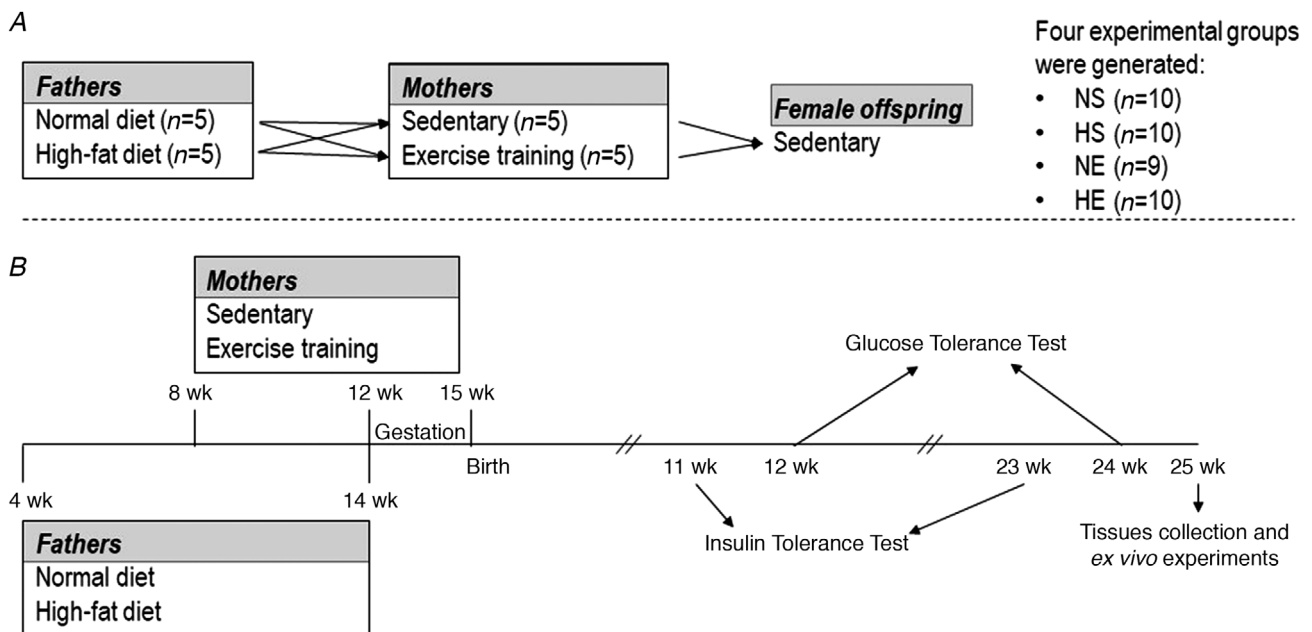 A
Fathers
Normal diet (n=5)
High-fat diet (n=5)
Mothers
Sedentary (n=5)
Exercise training (n=5)
Female offspring
Sedentary
Four experimental groups
were generated:
• NS (n=10)
• HS (n=10)
• NE (n=9)
• HE (n=10)
B
Mothers
Sedentary
Exercise training
8 wk
12 wk
15 wk
Gestation
Birth
4 wk
14 wk
Fathers
Normal diet
High-fat diet
Glucose Tolerance Test
11 wk
12 wk
23 wk
24 wk
25 wk
Insulin Tolerance Test
Tissues collection and
ex vivo experiments